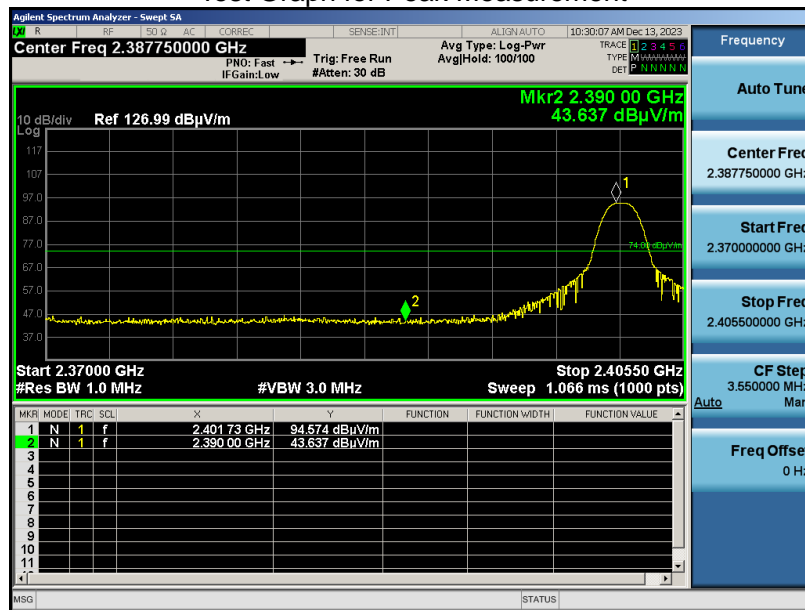 Agilent Spectrum Analyzer - Swept SA
R RF 50 Ω AC CORREC SENSE:INT ALIGN AUTO 10:30:07 AM Dec 13, 2023
Center Freq 2.387750000 GHz
PNO: Fast
IFGain:Low
Trig: Free Run
#Atten: 30 dB
Avg Type: Log-Pwr
Avg|Hold: 100/100
TRACE 1 2 3 4 5 6
TYPE M
DET P N N N N N
Mkr2 2.390 00 GHz
43.637 dBµV/m
10 dB/div Ref 126.99 dBµV/m
Log
117
107
97.0
87.0
77.0
67.0
57.0
47.0
37.0
1
74.00 dBµV/m
2
Start 2.37000 GHz Stop 2.40550 GHz
#Res BW 1.0 MHz #VBW 3.0 MHz Sweep 1.066 ms (1000 pts)
MKR MODE TRC SCL X Y FUNCTION FUNCTION WIDTH FUNCTION VALUE
1 N 1 f 2.401 73 GHz 94.574 dBµV/m
2 N 1 f 2.390 00 GHz 43.637 dBµV/m
3
4
5
6
7
8
9
10
11
MSG STATUS
Frequency
Auto Tune
Center Freq
2.387750000 GHz
Start Freq
2.370000000 GHz
Stop Freq
2.405500000 GHz
CF Step
3.550000 MHz
Auto Man
Freq Offset
0 Hz